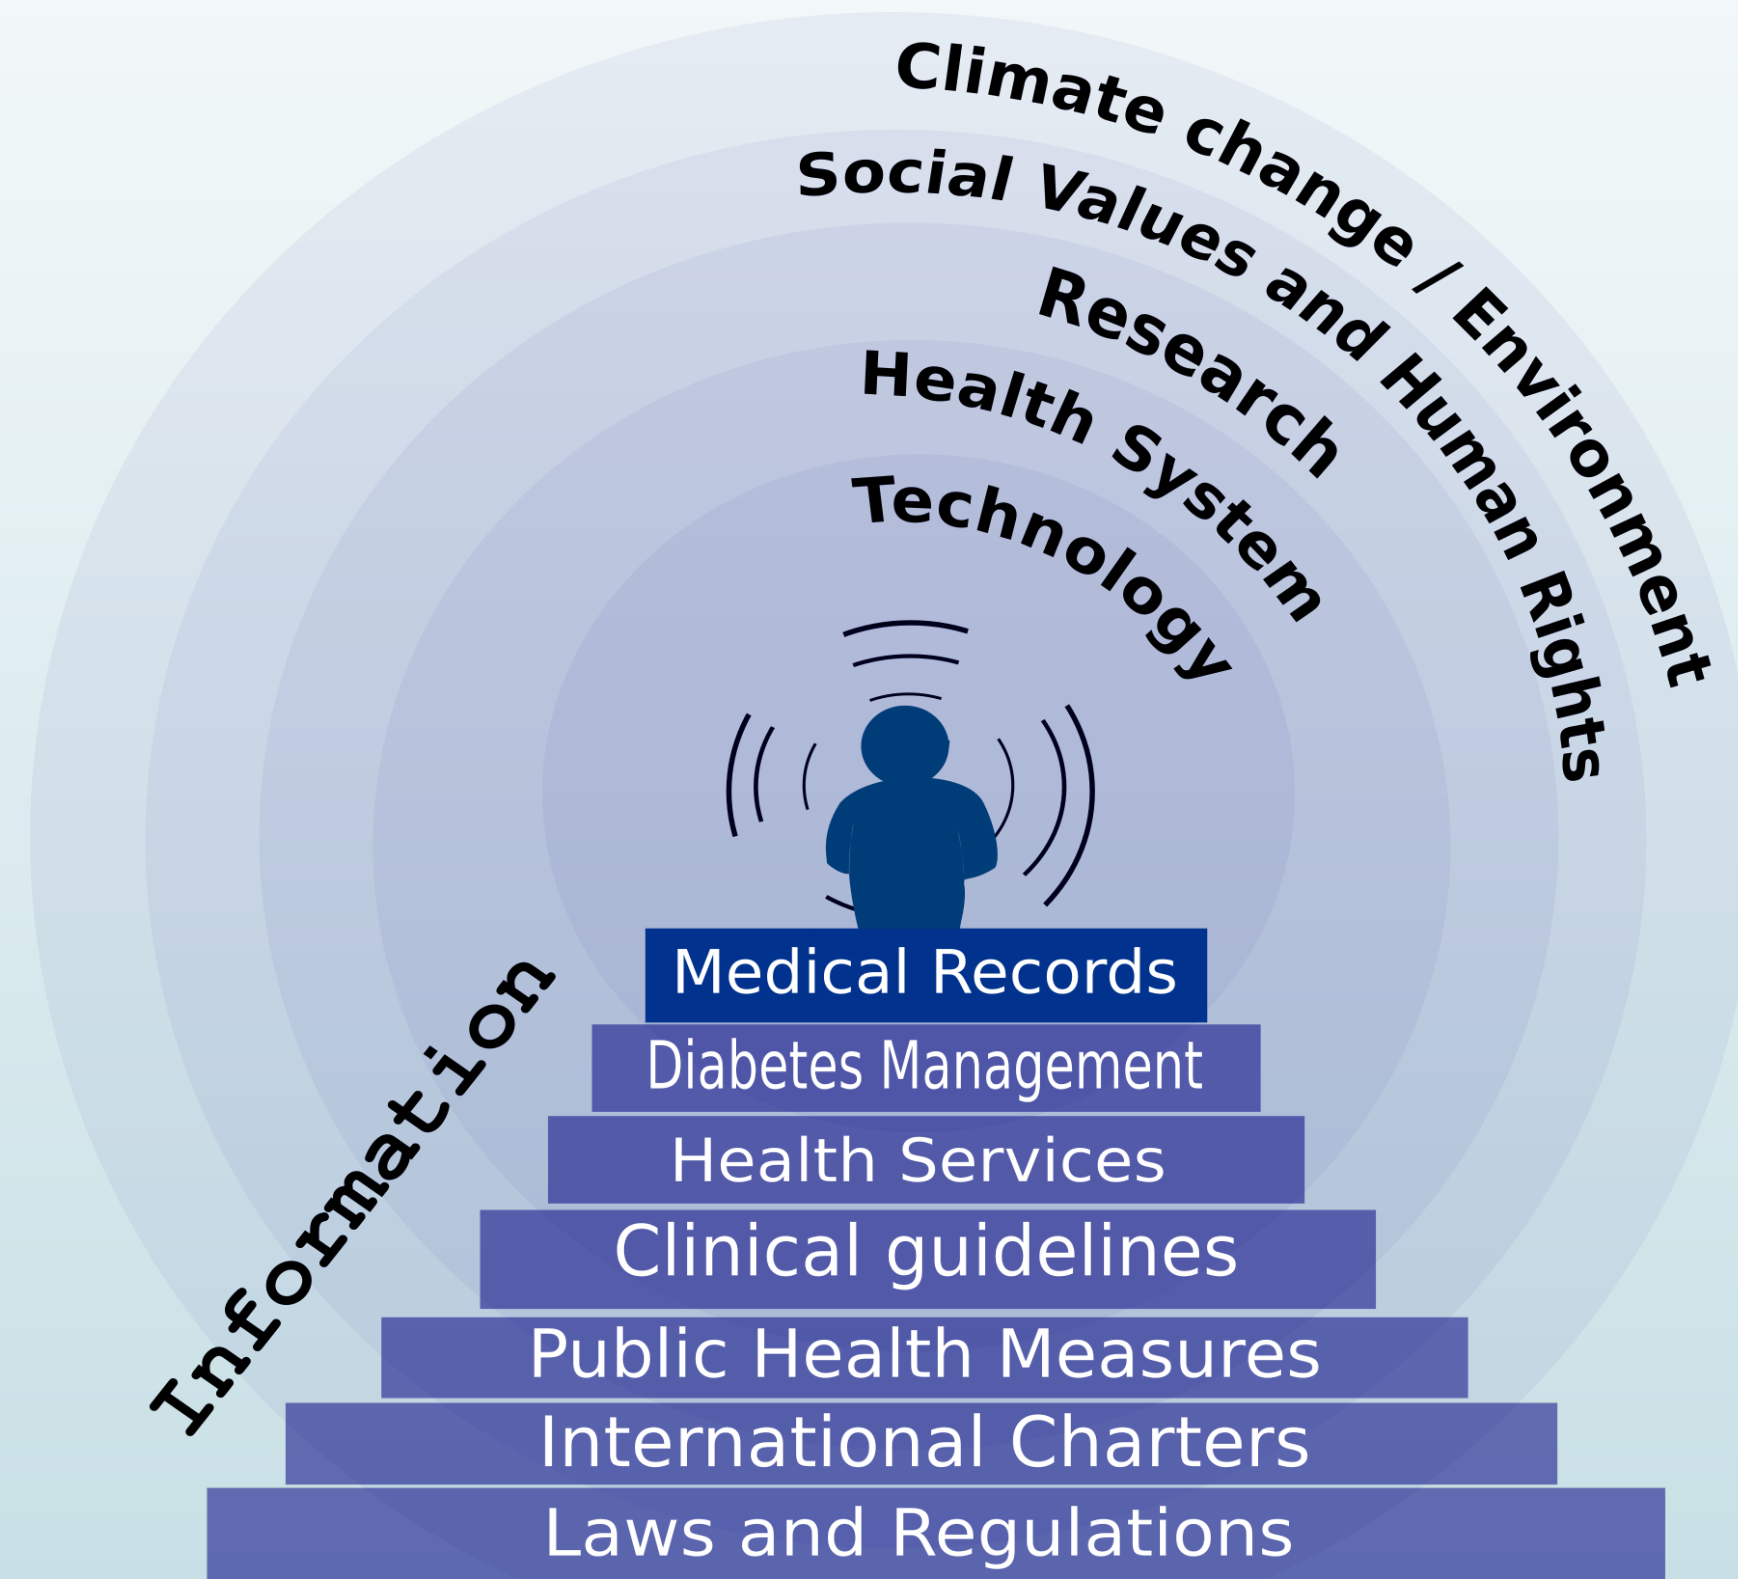 Climate change / Environment
Social Values and Human Rights
Research
Health System
Technology
Information
Medical Records
Diabetes Management
Health Services
Clinical guidelines
Public Health Measures
International Charters
Laws and Regulations